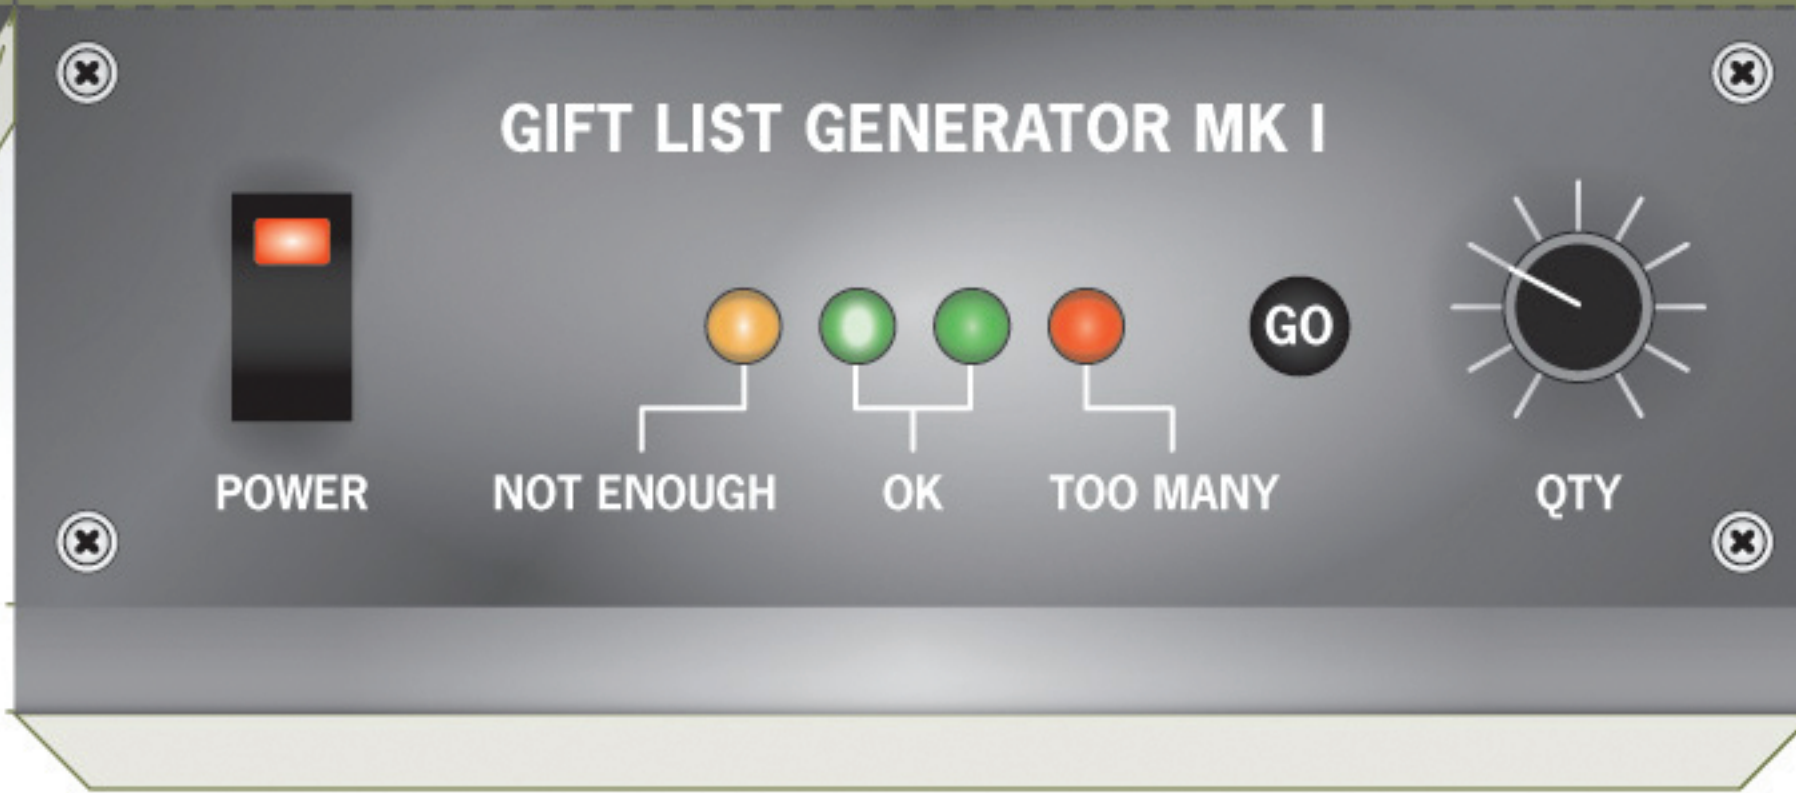 GIFT LIST GENERATOR MK I
GO
POWER
NOT ENOUGH
OK
TOO MANY
QTY